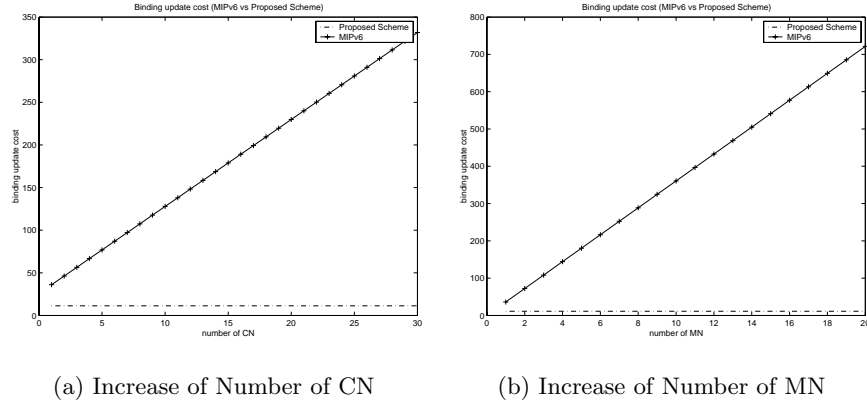 Binding update cost (MIPv6 vs Proposed Scheme)
350
300
250
200
150
100
50
0
binding update cost
Proposed Scheme
MIPv6
0 5 10 15 20 25 30
number of CN
(a) Increase of Number of CN
Binding update cost (MIPv6 vs Proposed Scheme)
800
700
600
500
400
300
200
100
0
binding update cost
Proposed Scheme
MIPv6
0 2 4 6 8 10 12 14 16 18 20
number of MN
(b) Increase of Number of MN